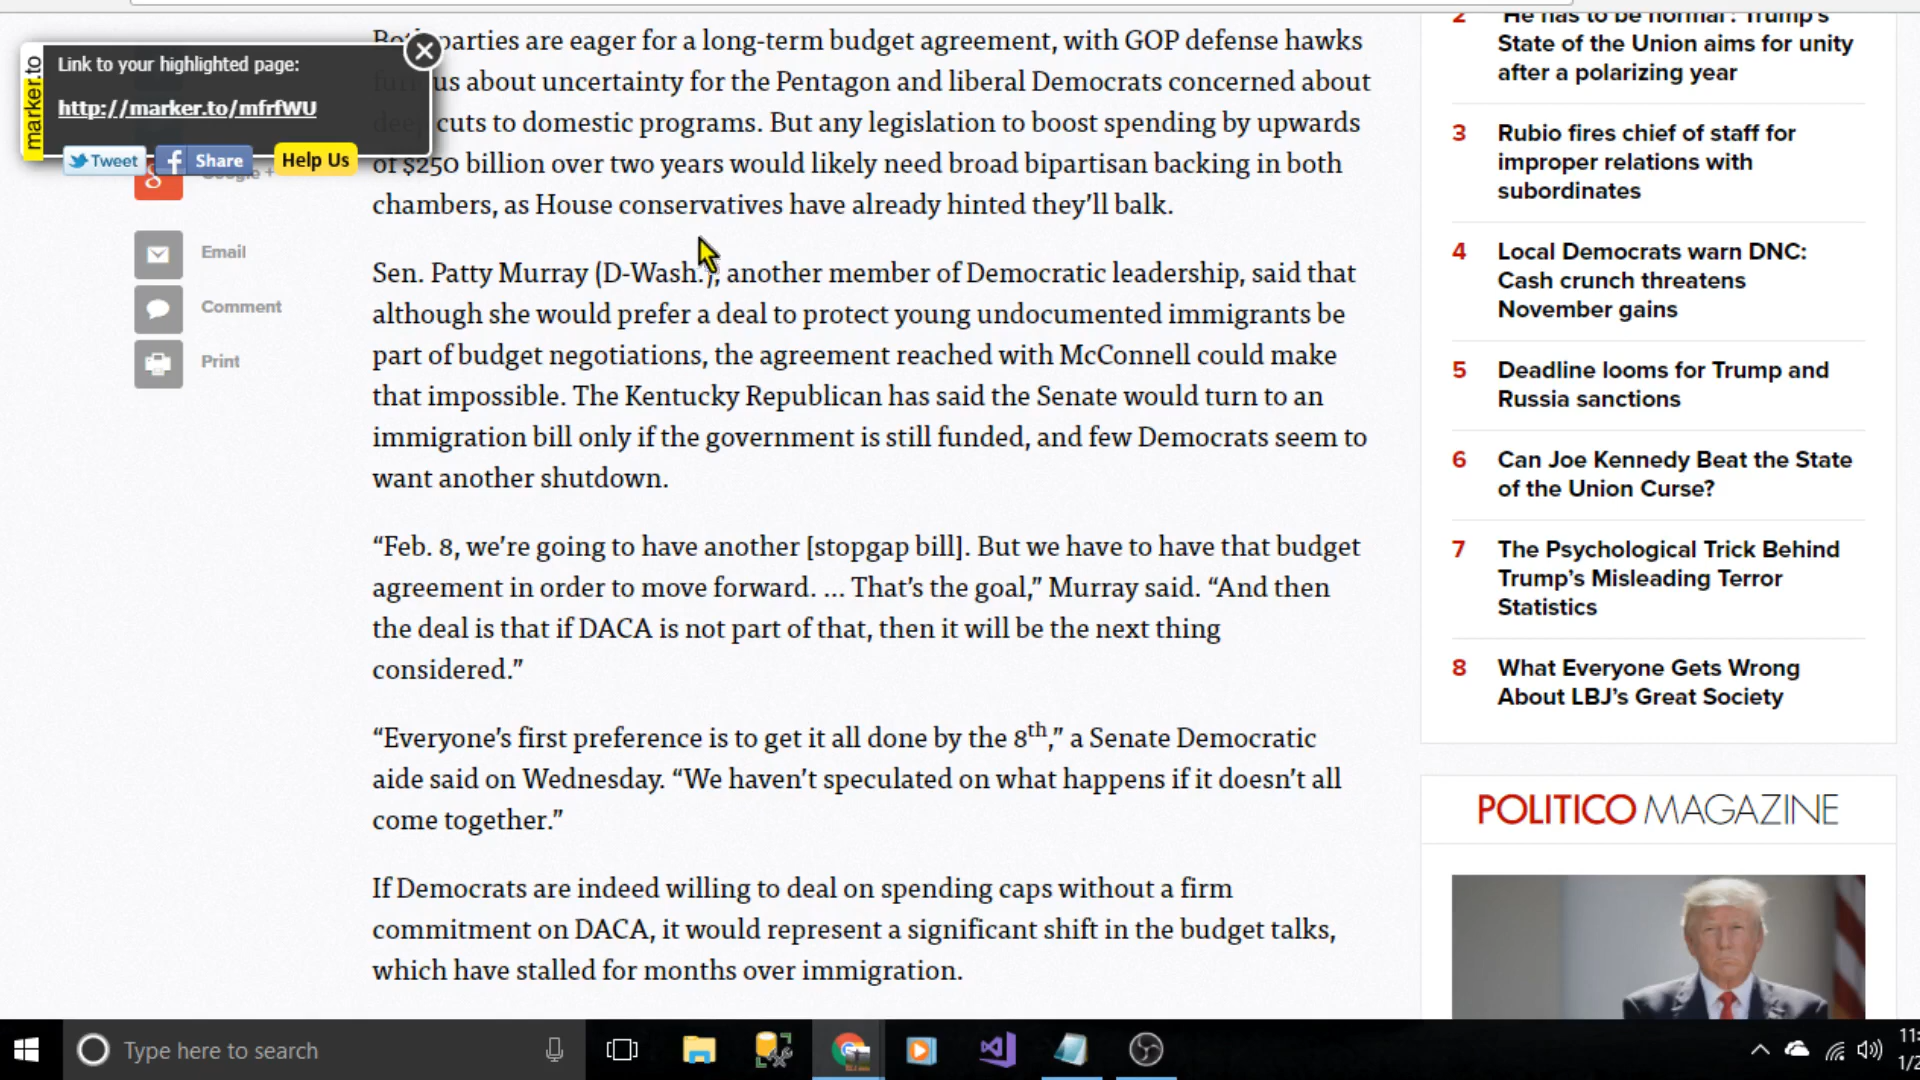 marker.to
Link to your highlighted page:
http://marker.to/mfrfWU
Tweet
Share
Help Us
Google +
Email
Comment
Print
Both parties are eager for a long-term budget agreement, with GOP defense hawks
furious about uncertainty for the Pentagon and liberal Democrats concerned about
deep cuts to domestic programs. But any legislation to boost spending by upwards
of $250 billion over two years would likely need broad bipartisan backing in both
chambers, as House conservatives have already hinted they’ll balk.
Sen. Patty Murray (D-Wash.), another member of Democratic leadership, said that
although she would prefer a deal to protect young undocumented immigrants be
part of budget negotiations, the agreement reached with McConnell could make
that impossible. The Kentucky Republican has said the Senate would turn to an
immigration bill only if the government is still funded, and few Democrats seem to
want another shutdown.
“Feb. 8, we’re going to have another [stopgap bill]. But we have to have that budget
agreement in order to move forward. … That’s the goal,” Murray said. “And then
the deal is that if DACA is not part of that, then it will be the next thing
considered.”
“Everyone’s first preference is to get it all done by the 8th,” a Senate Democratic
aide said on Wednesday. “We haven’t speculated on what happens if it doesn’t all
come together.”
If Democrats are indeed willing to deal on spending caps without a firm
commitment on DACA, it would represent a significant shift in the budget talks,
which have stalled for months over immigration.
2 'He has to be normal': Trump's
State of the Union aims for unity
after a polarizing year
3 Rubio fires chief of staff for
improper relations with
subordinates
4 Local Democrats warn DNC:
Cash crunch threatens
November gains
5 Deadline looms for Trump and
Russia sanctions
6 Can Joe Kennedy Beat the State
of the Union Curse?
7 The Psychological Trick Behind
Trump’s Misleading Terror
Statistics
8 What Everyone Gets Wrong
About LBJ’s Great Society
POLITICO MAGAZINE
Type here to search
11:
1/2